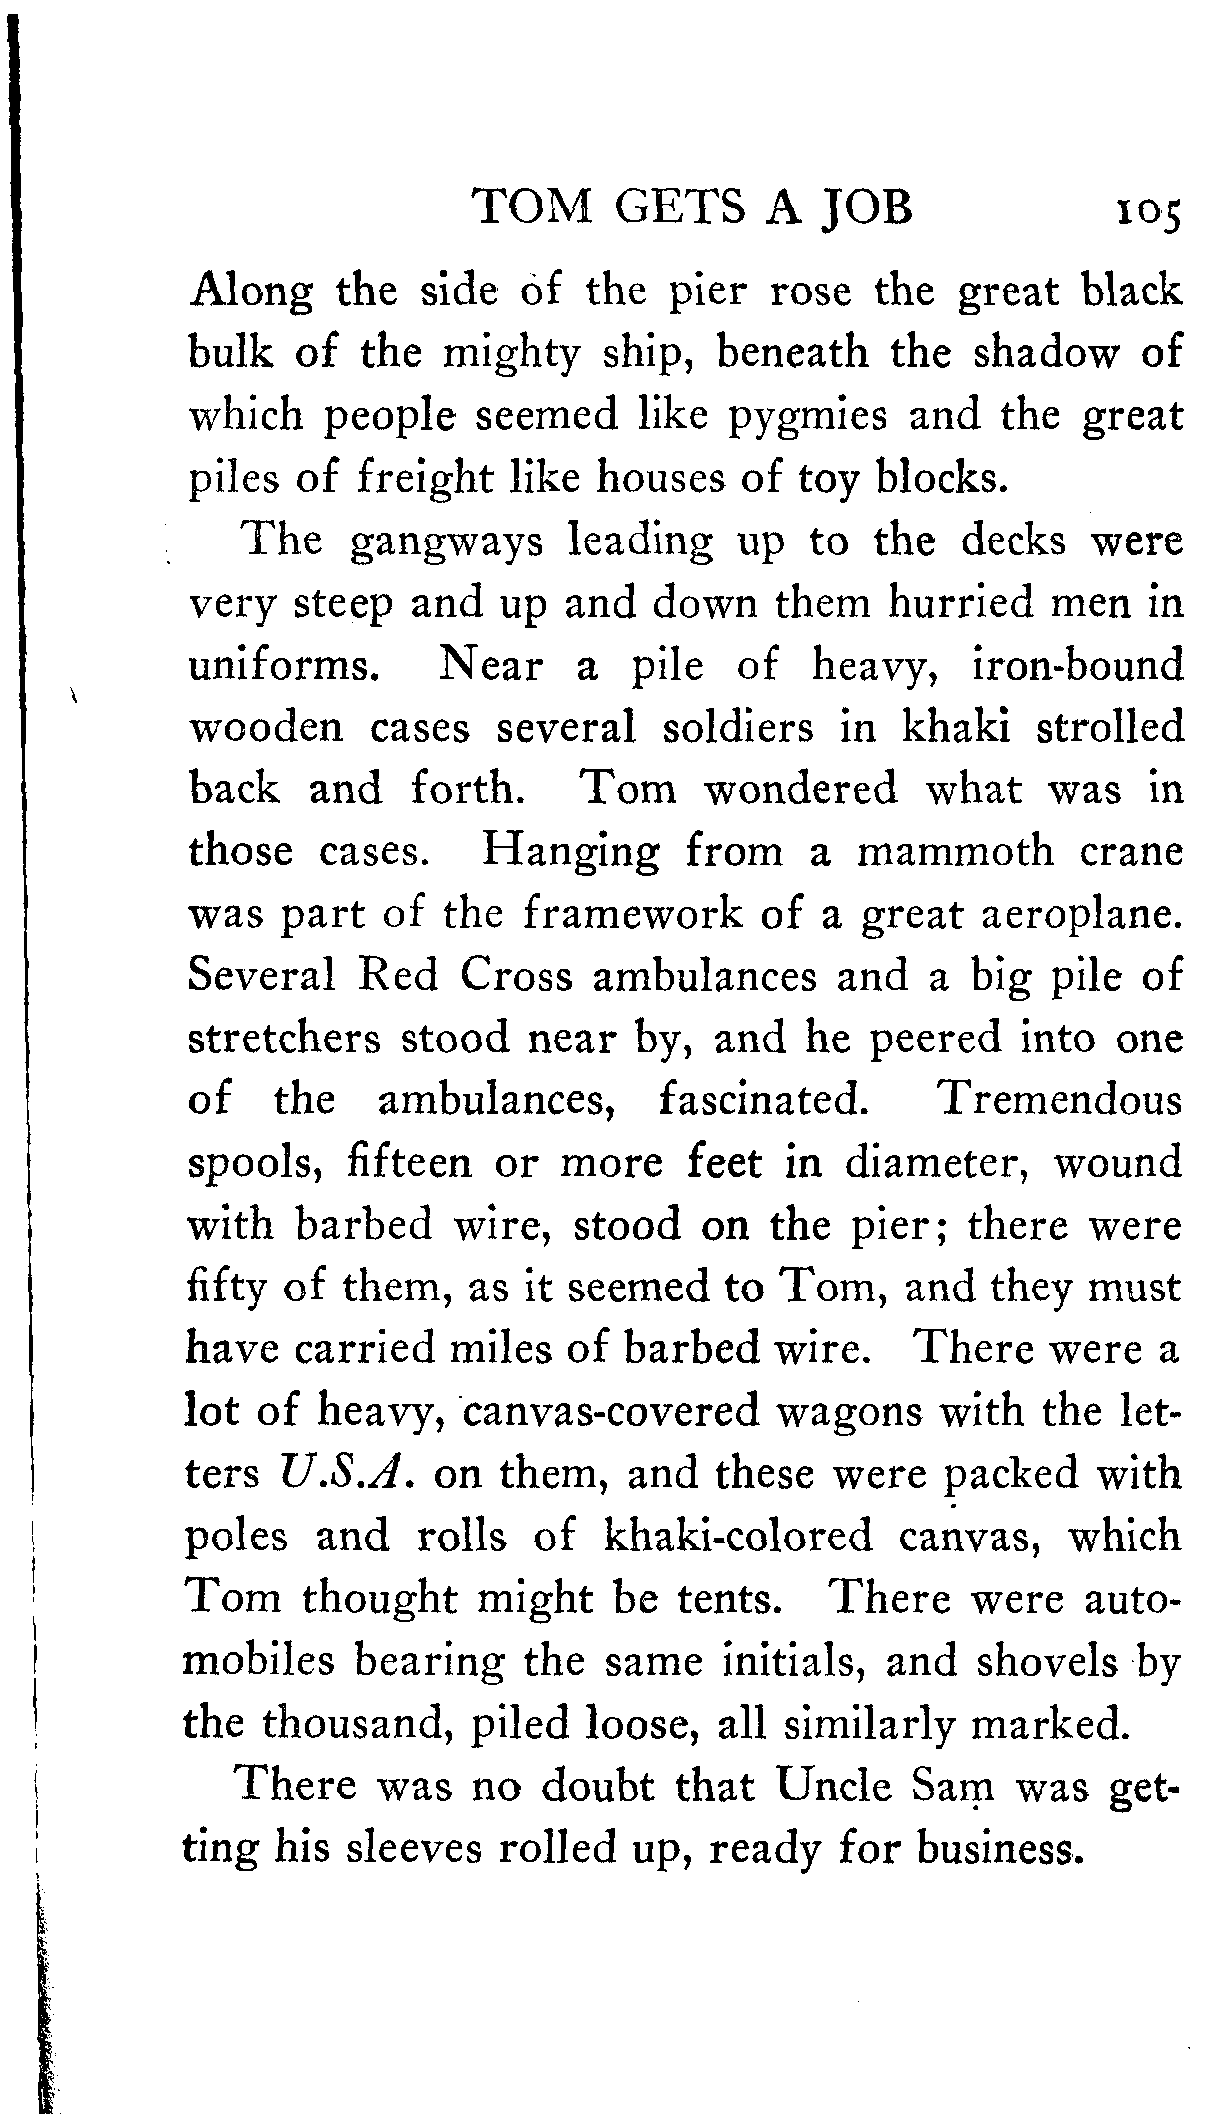 TOM GETS A JOB 105
Along the side of the pier rose the great black
bulk of the mighty ship, beneath the shadow of
which people seemed like pygmies and the great
piles of freight like houses of toy blocks.
The gangways leading up to the decks were
very steep and up and down them hurried men in
uniforms. Near a pile of heavy, iron-bound
wooden cases several soldiers in khaki strolled
back and forth. Tom wondered what was in
those cases. Hanging from a mammoth crane
was part of the framework of a great aeroplane.
Several Red Cross ambulances and a big pile of
stretchers stood near by, and he peered into one
of the ambulances, fascinated. Tremendous
spools, fifteen or more feet in diameter, wound
with barbed wire, stood on the pier; there were
fifty of them, as it seemed to Tom, and they must
have carried miles of barbed wire. There were a
lot of heavy, canvas-covered wagons with the let-
ters U.S.A. on them, and these were packed with
poles and rolls of khaki-colored canvas, which
Tom thought might be tents. There were auto-
mobiles bearing the same initials, and shovels by
the thousand, piled loose, all similarly marked.
There was no doubt that Uncle Sam was get-
ting his sleeves rolled up, ready for business.